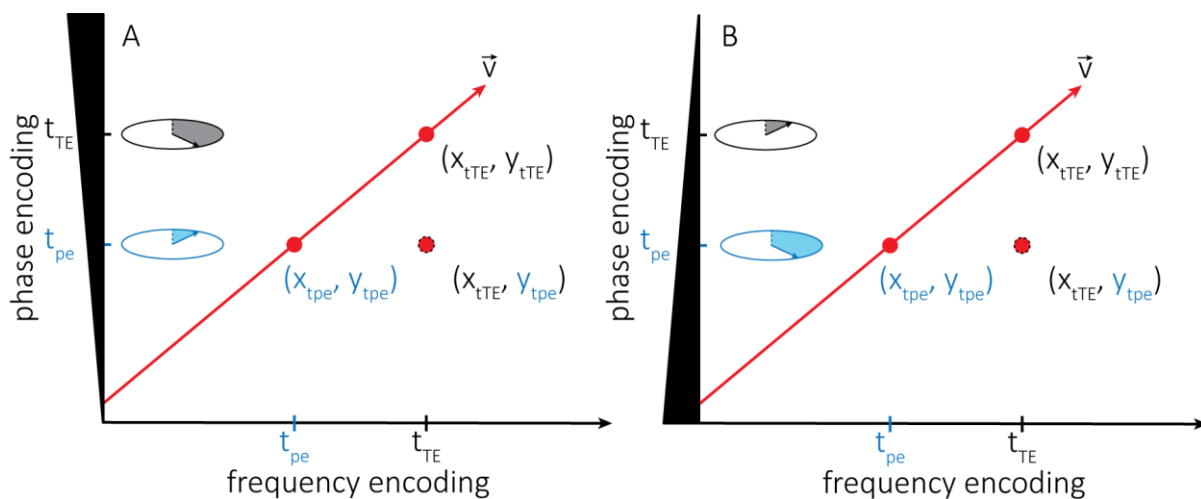 A
v
phase encoding
t_TE
(x_tTE, y_tTE)
t_pe
(x_tpe, y_tpe)
(x_tTE, y_tpe)
t_pe
t_TE
frequency encoding
B
v
phase encoding
t_TE
(x_tTE, y_tTE)
t_pe
(x_tpe, y_tpe)
(x_tTE, y_tpe)
t_pe
t_TE
frequency encoding